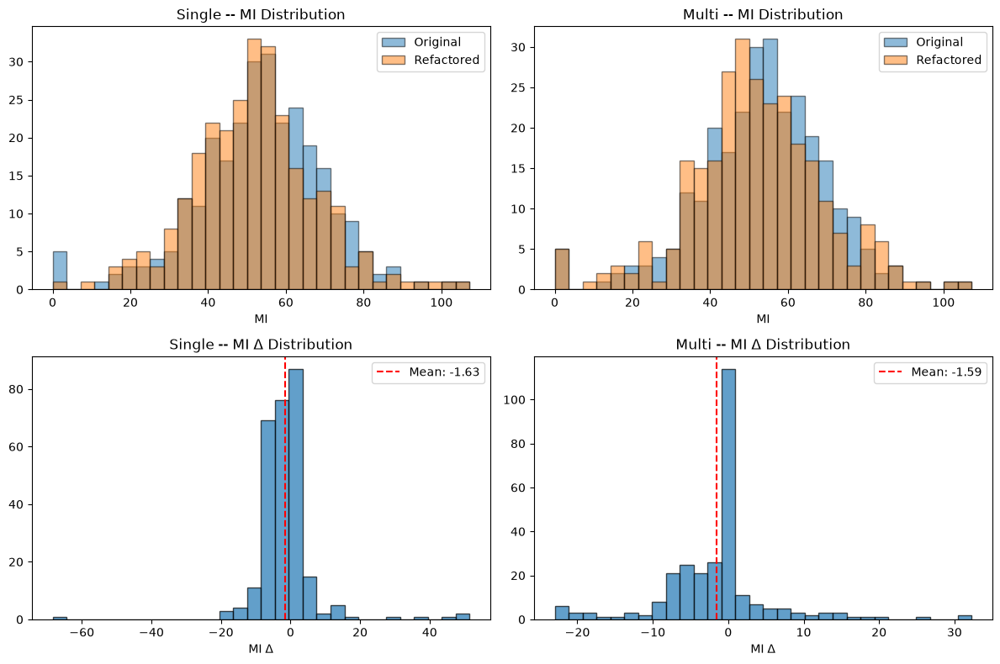 Single -- MI Distribution
Original
Refactored
30
25
20
15
10
5
0
0 20 40 60 80 100
MI
Multi -- MI Distribution
Original
Refactored
30
25
20
15
10
5
0
0 20 40 60 80 100
MI
Single -- MI Δ Distribution
Mean: -1.63
80
60
40
20
0
−60 −40 −20 0 20 40
MI Δ
Multi -- MI Δ Distribution
Mean: -1.59
100
80
60
40
20
0
−20 −10 0 10 20 30
MI Δ